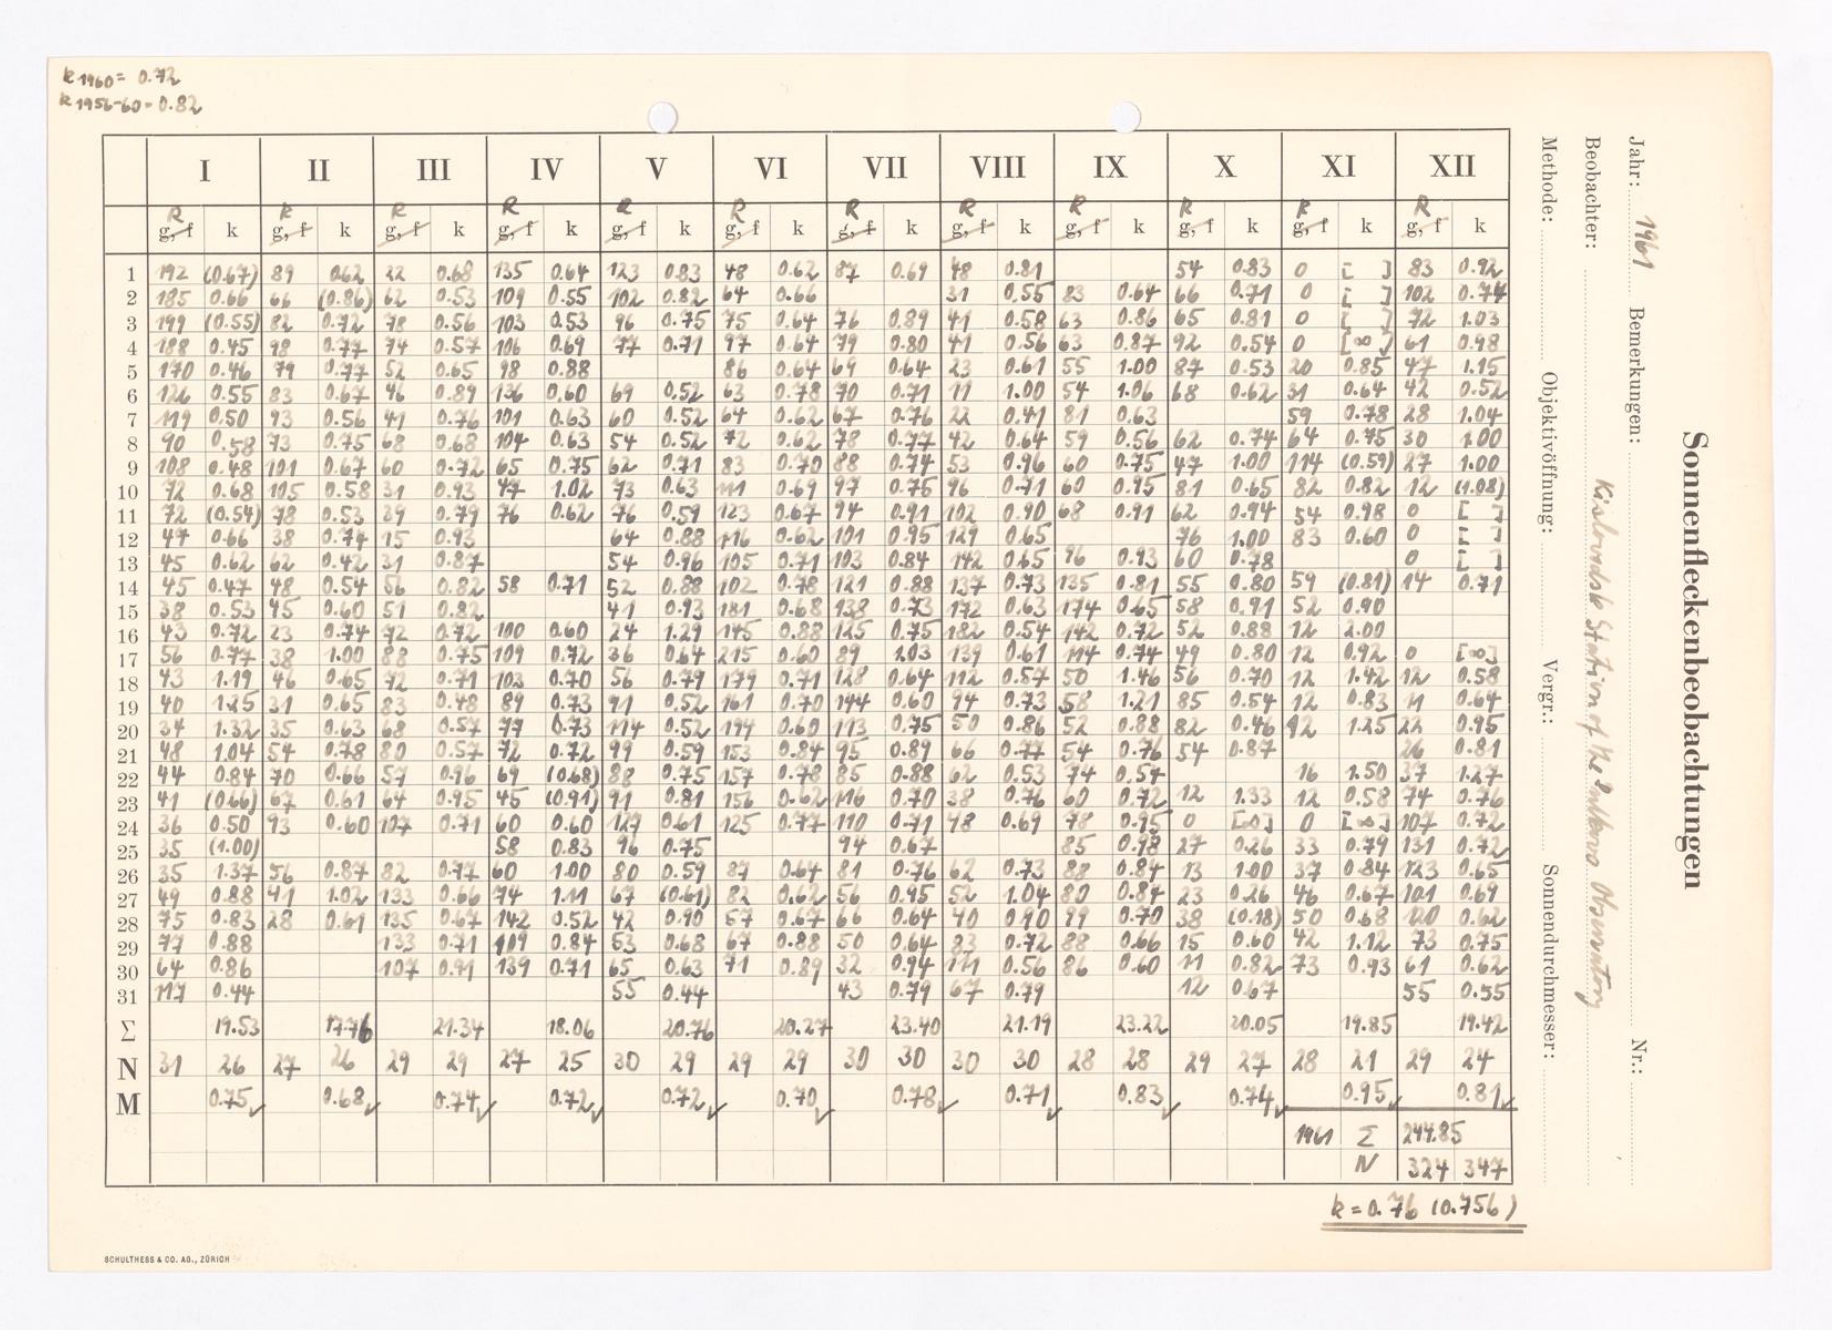 k 1960 = 0.72
k 1956-60 = 0.82
Sonnenfleckenbeobachtungen
Jahr: 1961 Bemerkungen: Nr.:
Beobachter: Kislovodsk Station of the Pulkovo Observatory
Methode: Objektivöffnung: Vergr.: Sonnendurchmesser:
I II III IV V VI VII VIII IX X XI XII
R R R R R R R R R R R R
g, f k g, f k g, f k g, f k g, f k g, f k g, f k g, f k g, f k g, f k g, f k g, f k
1 192 (0.67) 89 0.62 22 0.68 135 0.64 123 0.83 48 0.62 87 0.69 48 0.81 54 0.83 0 [ ] 83 0.92
2 185 0.66 66 (0.86) 62 0.53 109 0.55 102 0.82 64 0.66 31 0.55 83 0.64 66 0.71 0 [ ] 102 0.74
3 199 (0.55) 82 0.72 78 0.56 103 0.53 96 0.75 75 0.64 76 0.89 41 0.58 63 0.86 65 0.81 0 [ ] 72 1.03
4 188 0.45 98 0.77 74 0.57 106 0.69 77 0.71 97 0.64 79 0.80 41 0.56 63 0.87 92 0.54 0 [∞] 61 0.98
5 170 0.46 79 0.77 52 0.65 98 0.88 86 0.64 69 0.64 23 0.61 55 1.00 87 0.53 20 0.85 47 1.15
6 126 0.55 83 0.67 46 0.89 136 0.60 69 0.52 63 0.78 70 0.71 11 1.00 54 1.06 68 0.62 31 0.64 42 0.52
7 119 0.50 93 0.56 41 0.76 101 0.63 60 0.52 64 0.62 67 0.76 22 0.41 81 0.63 59 0.78 28 1.04
8 90 0.58 73 0.75 68 0.68 104 0.63 54 0.52 72 0.62 78 0.77 42 0.64 59 0.56 62 0.74 64 0.75 30 1.00
9 108 0.48 101 0.67 60 0.72 65 0.75 62 0.71 83 0.70 88 0.74 53 0.96 60 0.75 47 1.00 114 (0.59) 27 1.00
10 72 0.68 105 0.58 31 0.93 47 1.02 73 0.63 111 0.69 97 0.75 96 0.71 60 0.95 81 0.65 82 0.82 12 (1.08)
11 72 (0.54) 78 0.53 39 0.79 76 0.62 76 0.59 123 0.67 94 0.91 102 0.90 68 0.91 62 0.94 54 0.98 0 [ ]
12 47 0.66 38 0.74 15 0.93 64 0.88 116 0.62 101 0.95 129 0.65 76 1.00 83 0.60 0 [ ]
13 45 0.62 62 0.42 31 0.87 54 0.96 105 0.71 103 0.84 142 0.65 96 0.93 60 0.78 0 [ ]
14 45 0.47 48 0.54 56 0.82 58 0.71 52 0.88 102 0.78 121 0.88 137 0.73 135 0.81 55 0.80 59 (0.81) 14 0.71
15 38 0.53 45 0.60 51 0.82 41 0.93 181 0.68 138 0.73 172 0.63 174 0.65 58 0.91 52 0.90
16 43 0.72 23 0.74 72 0.72 100 0.60 24 1.29 145 0.88 125 0.75 182 0.54 142 0.72 52 0.88 12 2.00
17 56 0.77 38 1.00 88 0.75 109 0.72 36 0.64 215 0.60 89 1.03 139 0.61 114 0.74 49 0.80 12 0.92 0 [∞]
18 43 1.19 46 0.65 72 0.71 103 0.70 56 0.79 179 0.71 128 0.64 112 0.57 50 1.46 56 0.70 12 1.42 12 0.58
19 40 1.25 31 0.65 83 0.48 89 0.73 91 0.52 161 0.70 144 0.60 94 0.73 58 1.21 85 0.54 12 0.83 11 0.64
20 34 1.32 35 0.63 68 0.57 77 0.73 114 0.52 194 0.60 113 0.75 50 0.86 52 0.88 82 0.46 12 1.25 22 0.95
21 48 1.04 54 0.78 80 0.57 72 0.72 99 0.59 153 0.84 95 0.89 66 0.77 54 0.76 54 0.87 26 0.81
22 44 0.84 70 0.66 57 0.96 69 (0.68) 88 0.75 157 0.78 85 0.88 62 0.53 74 0.54 16 1.50 37 1.27
23 41 (0.66) 67 0.61 64 0.95 45 (0.91) 91 0.81 156 0.62 116 0.70 38 0.76 60 0.72 12 1.33 12 0.58 74 0.76
24 36 0.50 93 0.60 107 0.71 60 0.60 127 0.61 125 0.77 110 0.71 48 0.69 78 0.95 0 [∞] 0 [∞] 107 0.72
25 35 (1.00) 58 0.83 96 0.75 94 0.67 85 0.98 27 0.26 33 0.79 131 0.72
26 35 1.37 56 0.87 82 0.77 60 1.00 80 0.59 87 0.64 81 0.76 62 0.73 88 0.84 13 1.00 37 0.84 123 0.65
27 49 0.88 41 1.02 133 0.66 74 1.11 67 (0.61) 82 0.62 56 0.95 52 1.04 80 0.84 23 0.26 46 0.67 101 0.69
28 75 0.83 28 0.61 135 0.67 142 0.52 42 0.90 57 0.67 66 0.64 40 0.90 99 0.70 38 (0.18) 50 0.68 120 0.62
29 77 0.88 133 0.71 109 0.84 53 0.68 67 0.88 50 0.64 83 0.72 88 0.66 15 0.60 42 1.12 73 0.75
30 64 0.86 107 0.91 139 0.71 65 0.63 71 0.89 32 0.94 111 0.56 86 0.60 11 0.82 73 0.93 61 0.62
31 117 0.44 55 0.44 43 0.79 67 0.79 12 0.67 55 0.55
Σ 19.53 17.76 21.34 18.06 20.76 20.27 23.40 21.19 23.22 20.05 19.85 19.42
N 31 26 27 26 29 29 27 25 30 29 29 29 30 30 30 30 28 28 29 27 28 21 29 24
M 0.75✓ 0.68✓ 0.74✓ 0.72✓ 0.72✓ 0.70✓ 0.78✓ 0.71✓ 0.83✓ 0.74✓ 0.95✓ 0.81✓
1961 Σ 244.85
N 324 347
k = 0.76 (0.756)
SCHULTHESS & CO. AG., ZÜRICH